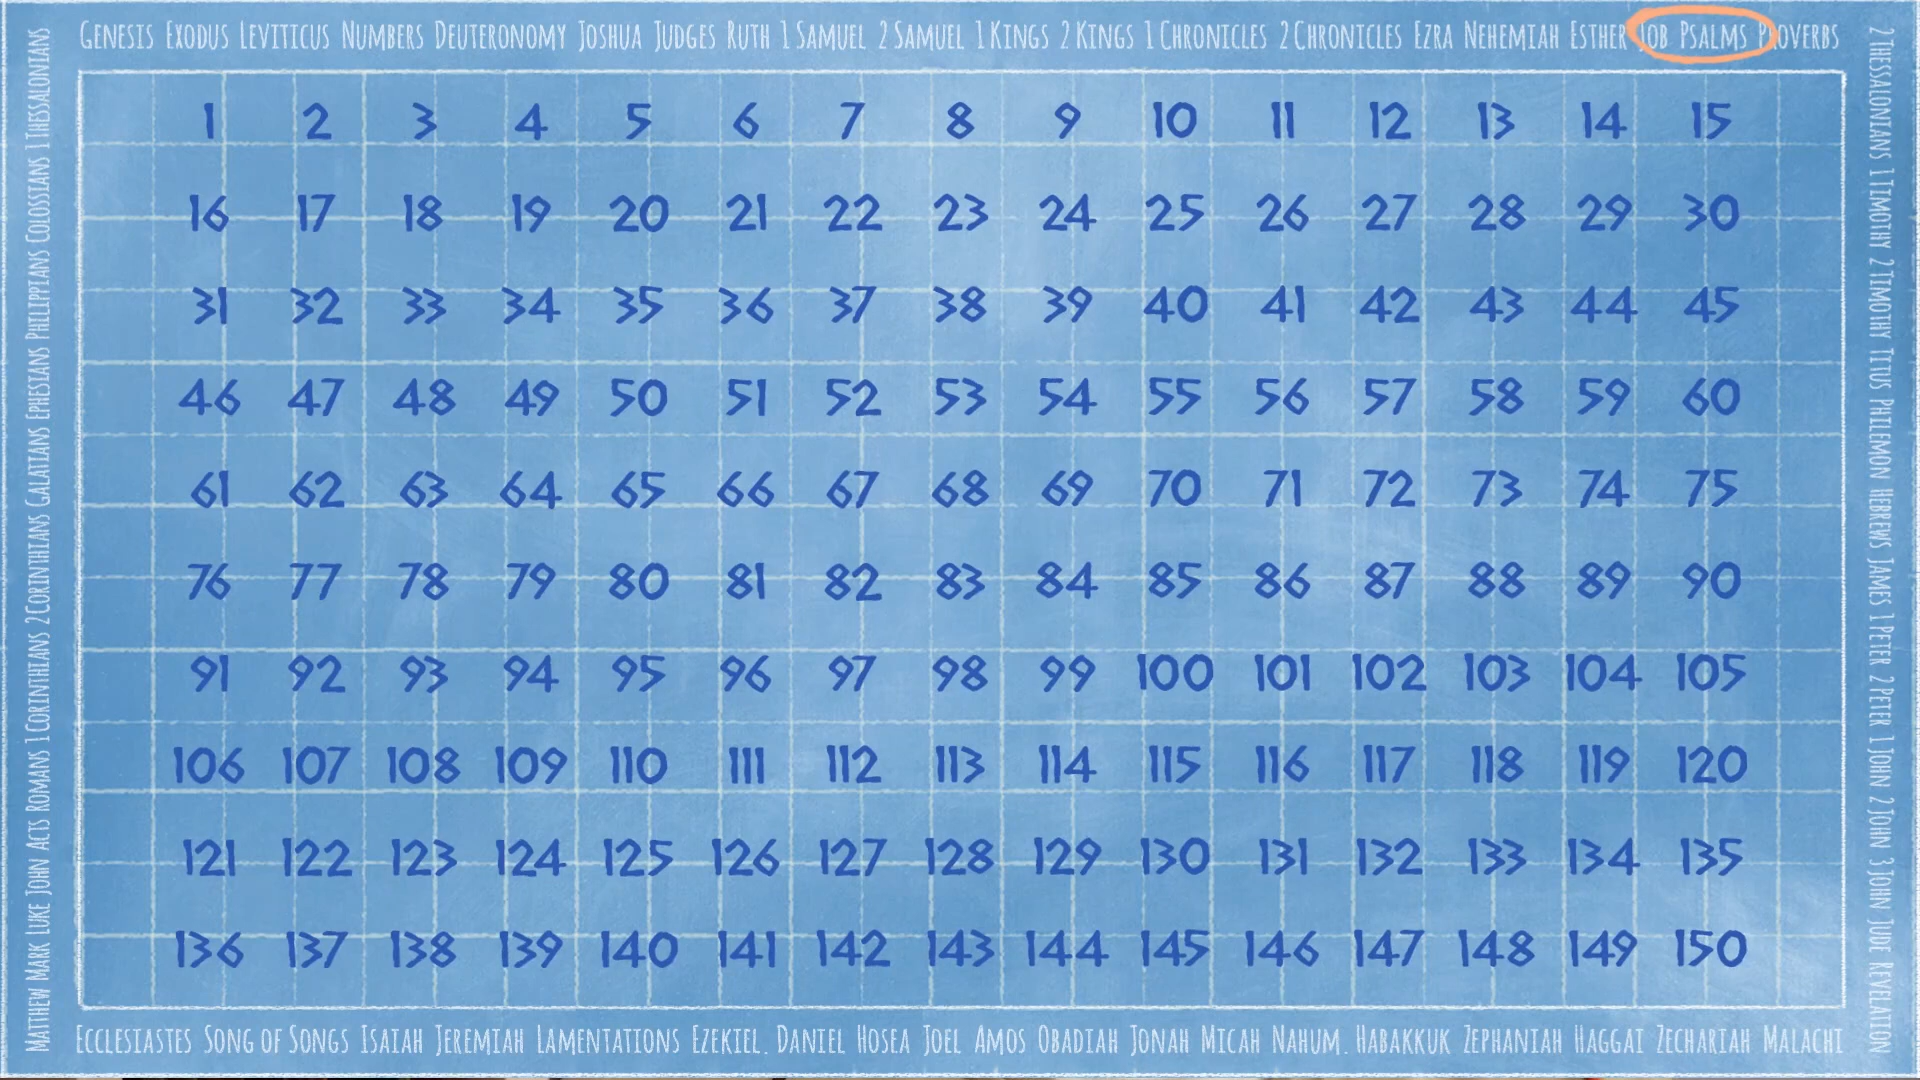 Genesis Exodus Leviticus Numbers Deuteronomy Joshua Judges Ruth 1 Samuel 2 Samuel 1 Kings 2 Kings 1 Chronicles 2 Chronicles Ezra Nehemiah Esther Job Psalms Proverbs
1 2 3 4 5 6 7 8 9 10 11 12 13 14 15
16 17 18 19 20 21 22 23 24 25 26 27 28 29 30
31 32 33 34 35 36 37 38 39 40 41 42 43 44 45
46 47 48 49 50 51 52 53 54 55 56 57 58 59 60
61 62 63 64 65 66 67 68 69 70 71 72 73 74 75
76 77 78 79 80 81 82 83 84 85 86 87 88 89 90
91 92 93 94 95 96 97 98 99 100 101 102 103 104 105
106 107 108 109 110 111 112 113 114 115 116 117 118 119 120
121 122 123 124 125 126 127 128 129 130 131 132 133 134 135
136 137 138 139 140 141 142 143 144 145 146 147 148 149 150
Ecclesiastes Song of Songs Isaiah Jeremiah Lamentations Ezekiel. Daniel Hosea Joel Amos Obadiah Jonah Micah Nahum. Habakkuk Zephaniah Haggai Zechariah Malachi
Matthew Mark Luke John Acts Romans 1 Corinthians 2 Corinthians Galatians Ephesians Philippians Colossians 1 Thessalonians
2 Thessalonians 1 Timothy 2 Timothy Titus Philemon Hebrews James 1 Peter 2 Peter 1 John 2 John 3 John Jude Revelation